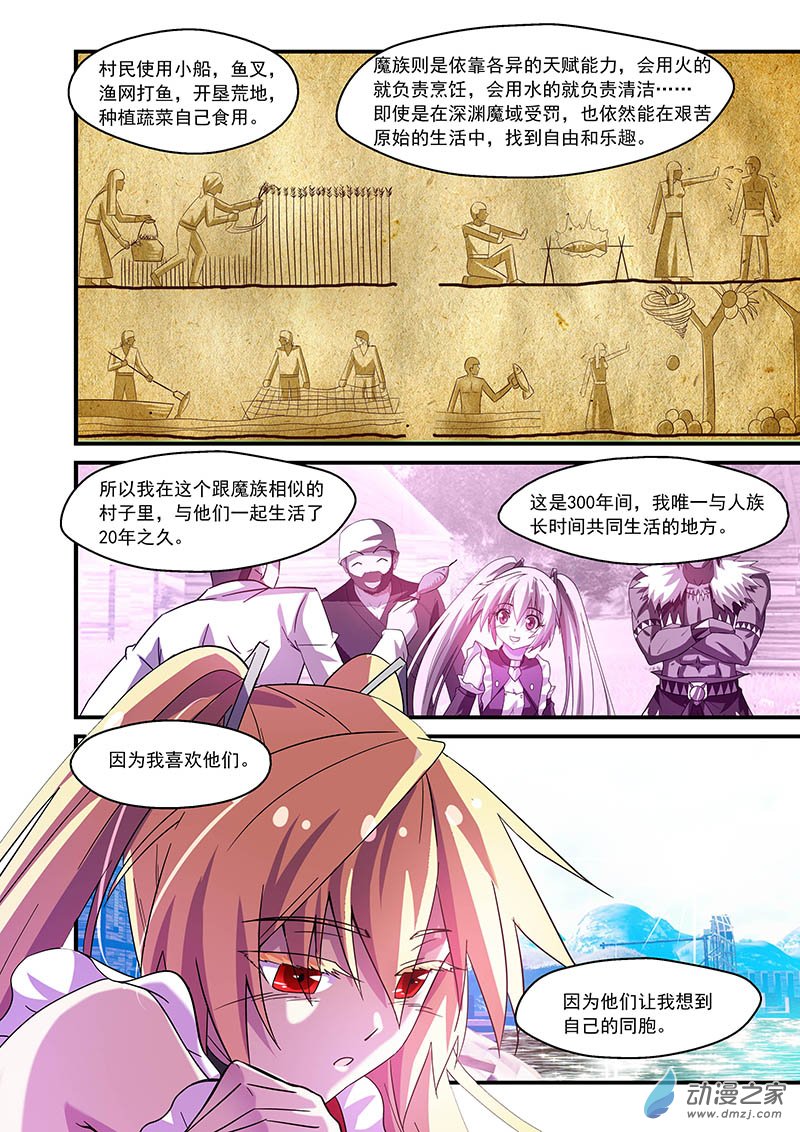 村民使用小船，鱼叉，
渔网打鱼，开垦荒地，
种植蔬菜自己食用。
魔族则是依靠各异的天赋能力，会用火的
就负责烹饪，会用水的就负责清洁……
即使是在深渊魔域受罚，也依然能在艰苦
原始的生活中，找到自由和乐趣。
所以我在这个跟魔族相似的
村子里，与他们一起生活了
20年之久。
这是300年间，我唯一与人族
长时间共同生活的地方。
因为我喜欢他们。
因为他们让我想到
自己的同胞。
动漫之家
www.dmzj.com